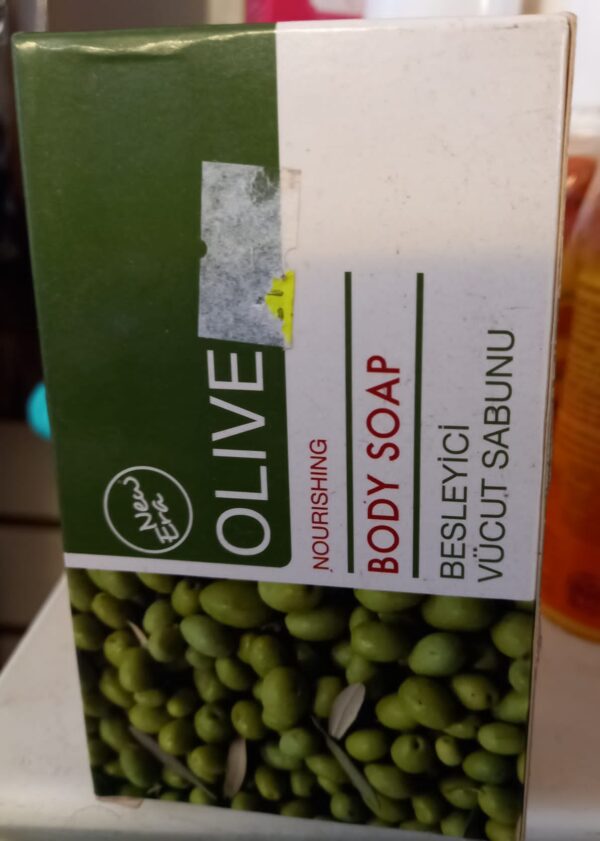 New
Era
OLIVE
NOURISHING
BODY SOAP
BESLEYİCİ
VÜCUT SABUNU